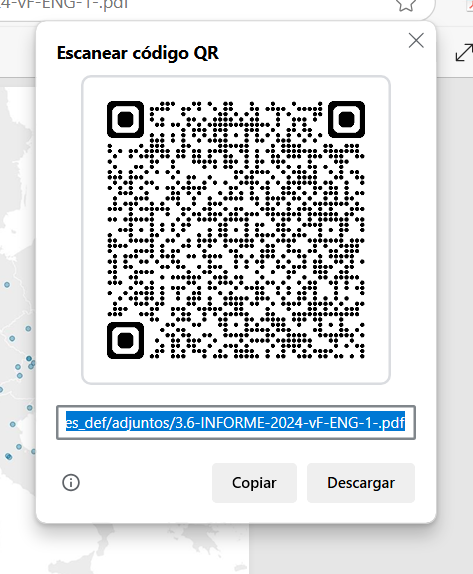 24-vF-ENG-1-.pdf
Escanear código QR
es_def/adjuntos/3.6-INFORME-2024-vF-ENG-1-.pdf
Copiar
Descargar